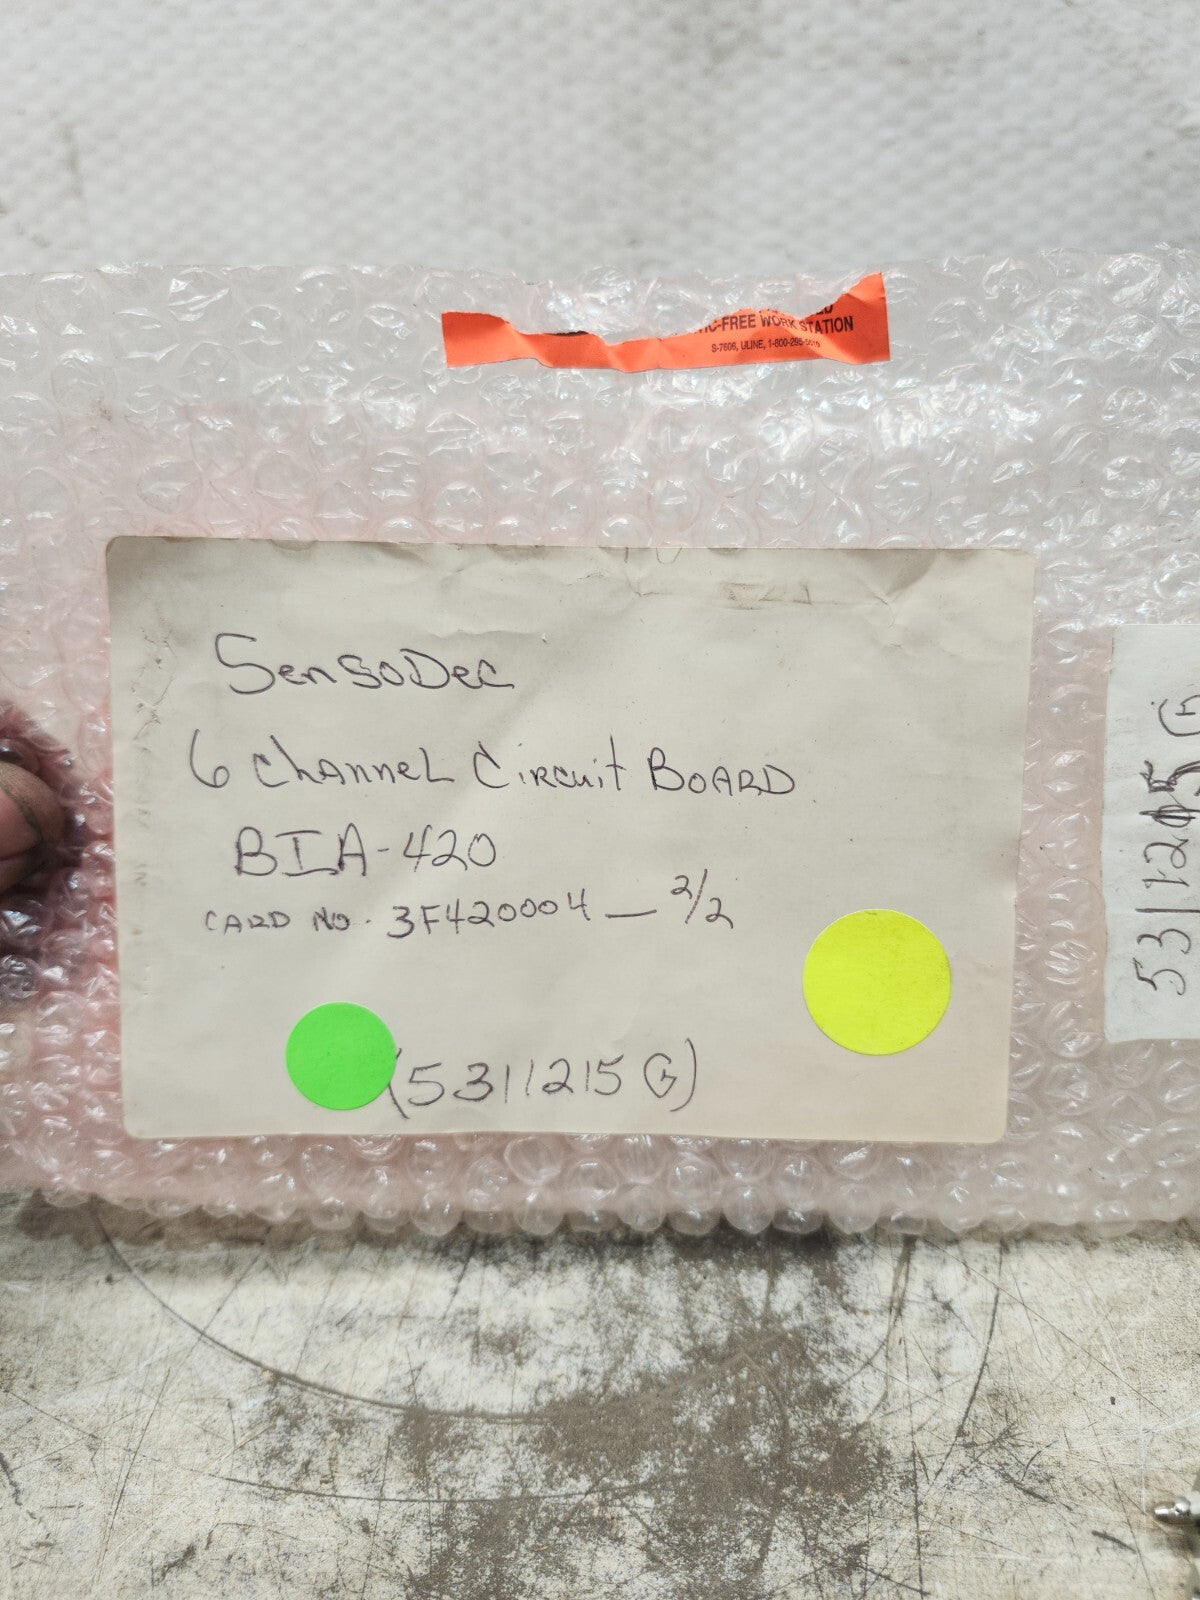 -FREE WORK STATION
S-7606, ULINE, 1-800-295-5510
SensoDec
6 Channel Circuit Board
BIA-420
CARD NO. 3F420004 — 2/2
(5311215 G)
5311215 G